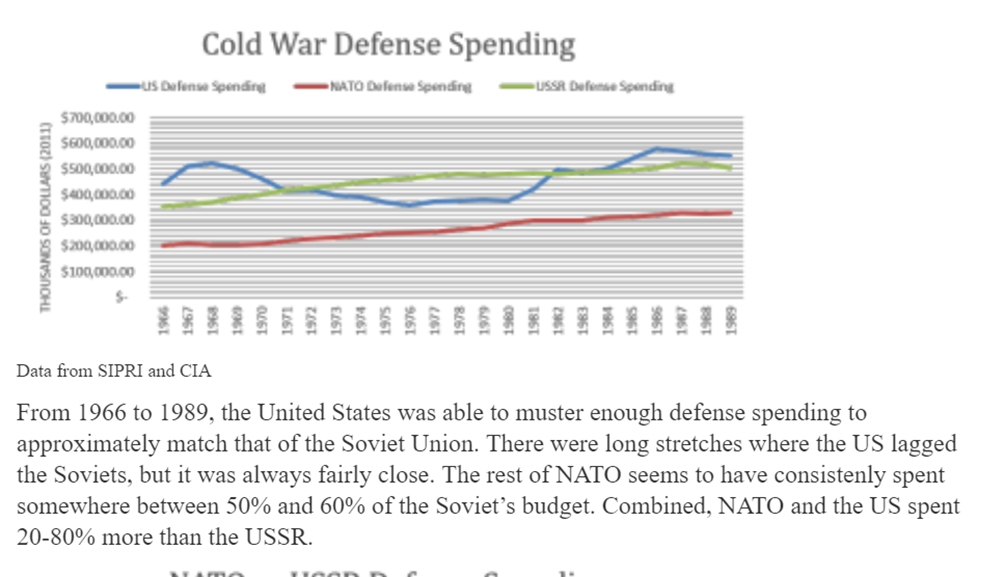 Cold War Defense Spending
US Defense Spending NATO Defense Spending USSR Defense Spending
THOUSANDS OF DOLLARS (2011)
$700,000.00
$600,000.00
$500,000.00
$400,000.00
$300,000.00
$200,000.00
$100,000.00
$-
1966 1967 1968 1969 1970 1971 1972 1973 1974 1975 1976 1977 1978 1979 1980 1981 1982 1983 1984 1985 1986 1987 1988 1989
Data from SIPRI and CIA
From 1966 to 1989, the United States was able to muster enough defense spending to
approximately match that of the Soviet Union. There were long stretches where the US lagged
the Soviets, but it was always fairly close. The rest of NATO seems to have consistenly spent
somewhere between 50% and 60% of the Soviet’s budget. Combined, NATO and the US spent
20-80% more than the USSR.